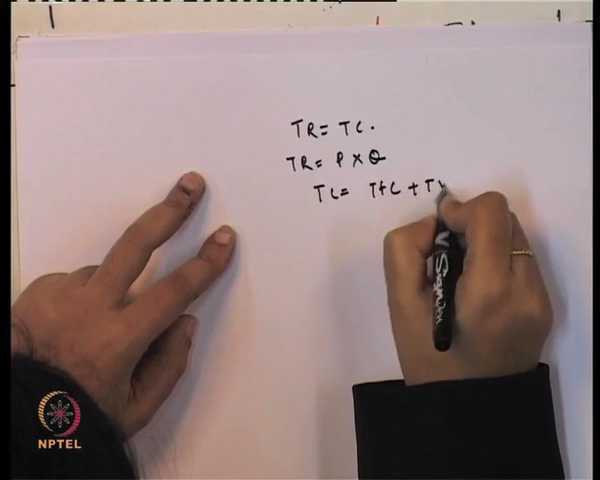 TR = TC.
TR = P X Q
TC = TFC + TV
NPTEL